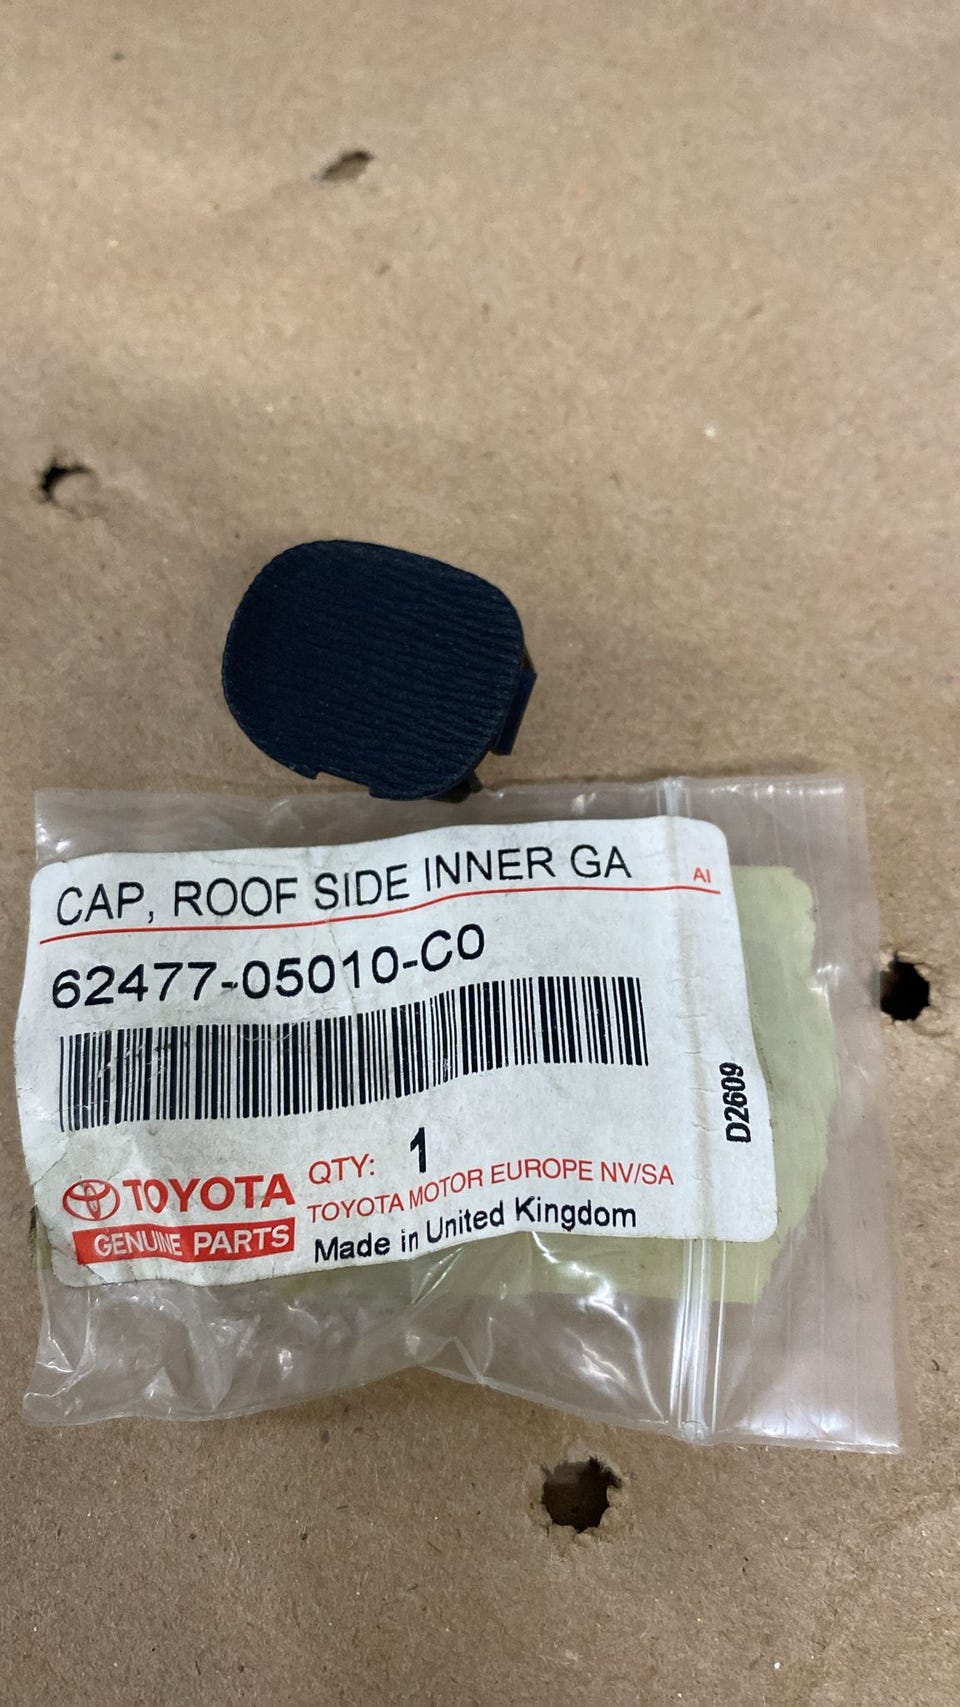 CAP, ROOF SIDE INNER GA
AI
62477-05010-C0
D2609
QTY: 1
TOYOTA
TOYOTA MOTOR EUROPE NV/SA
GENUINE PARTS
Made in United Kingdom